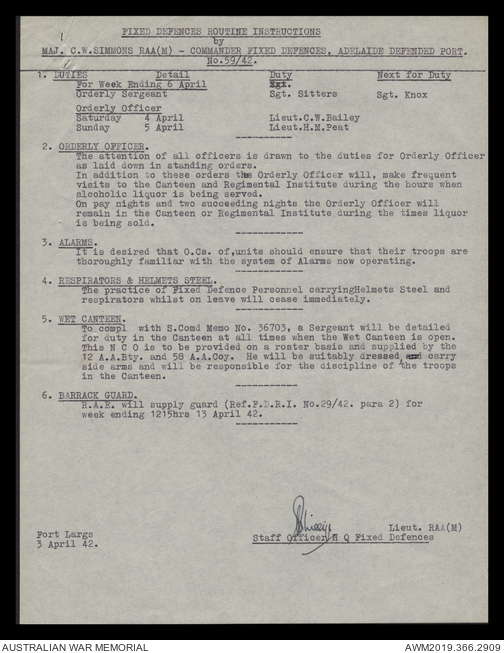 FIXED DEFENCES ROUTINE INSTRUCTIONS
by
MAJ. C.W.SIMMONS RAA(M) - COMMANDER FIXED DEFENCES, ADELAIDE DEFENDED PORT.
No.59/42.
1. DUTIES Detail Duty Next for Duty
For Week Ending 6 April Sgt.
Orderly Sergeant Sgt. Sitters Sgt. Knox
Orderly Officer
Saturday 4 April Lieut.C.W.Bailey
Sunday 5 April Lieut.H.M.Peat
2. ORDERLY OFFICER.
The attention of all officers is drawn to the duties for Orderly Officer
as laid down in standing orders.
In addition to these orders the Orderly Officer will, make frequent
visits to the Canteen and Regimental Institute during the hours when
alcoholic liquor is being served.
On pay nights and two succeeding nights the Orderly Officer will
remain in the Canteen or Regimental Institute during the times liquor
is being sold.
3. ALARMS.
It is desired that O.Cs. of,units should ensure that their troops are
thoroughly familiar with the system of Alarms now operating.
4. RESPIRATORS & HELMETS STEEL.
The practice of Fixed Defence Personnel carryingHelmets Steel and
respirators whilst on leave will cease immediately.
5. WET CANTEEN.
To compl with S.Comd Memo No. 36703, a Sergeant will be detailed
for duty in the Canteen at all times when the Wet Canteen is open.
This N C O is to be provided on a roster basis and supplied by the
12 A.A.Bty. and 58 A.A.Coy. He will be suitably dressed and carry
side arms and will be responsible for the discipline of the troops
in the Canteen.
6. BARRACK GUARD.
R.A.E. will supply guard (Ref.F.D.R.I. No.29/42. para 2) for
week ending 1215hrs 13 April 42.
Lieut. RAA(M)
Fort Largs
Staff Officer H Q Fixed Defences
3 April 42.
AUSTRALIAN WAR MEMORIAL AWM2019.366.2900